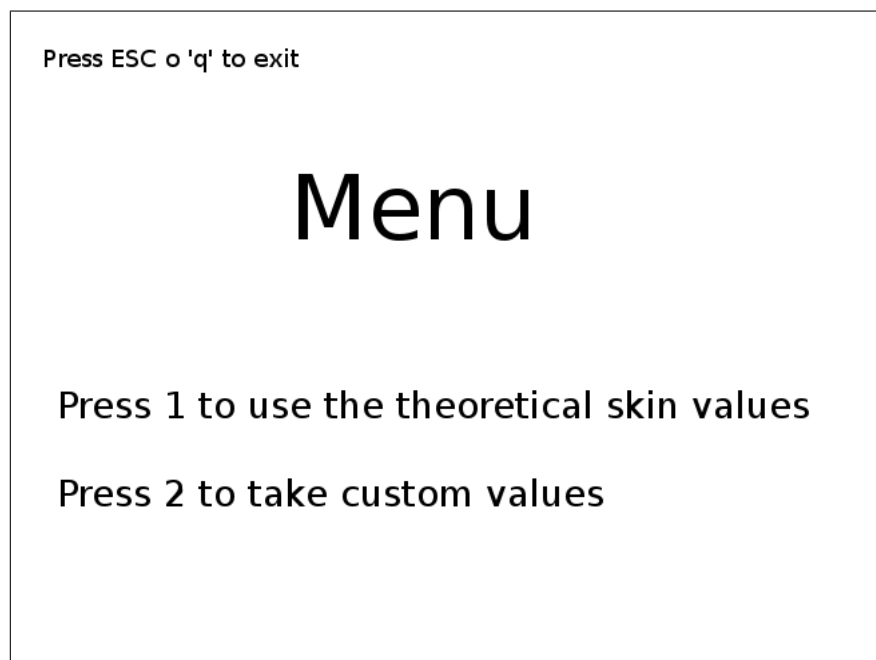 Press ESC o 'q' to exit
Menu
Press 1 to use the theoretical skin values
Press 2 to take custom values